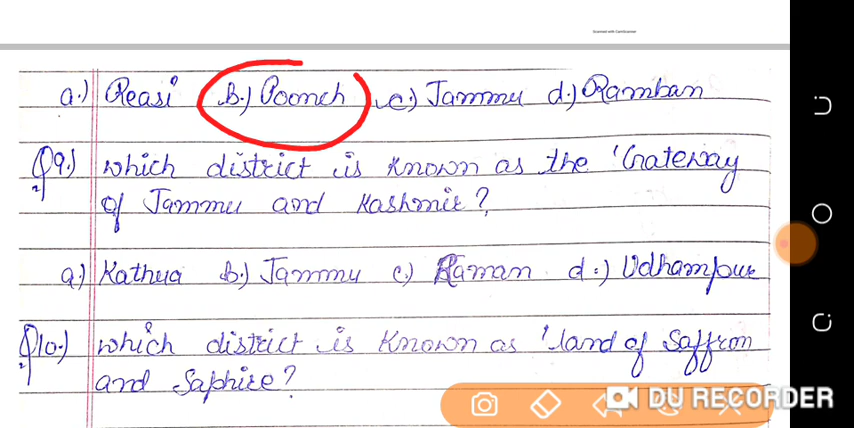 Scanned with CamScanner
a.) Reasi b.) Poonch c.) Jammu d.) Ramban
Q9.) which district is known as the 'Gateway
of Jammu and Kashmir?
a.) Kathua b.) Jammu c.) Raman d.) Udhampur
Q10.) which district is known as 'land of Saffron
and Saphire?
DU RECORDER